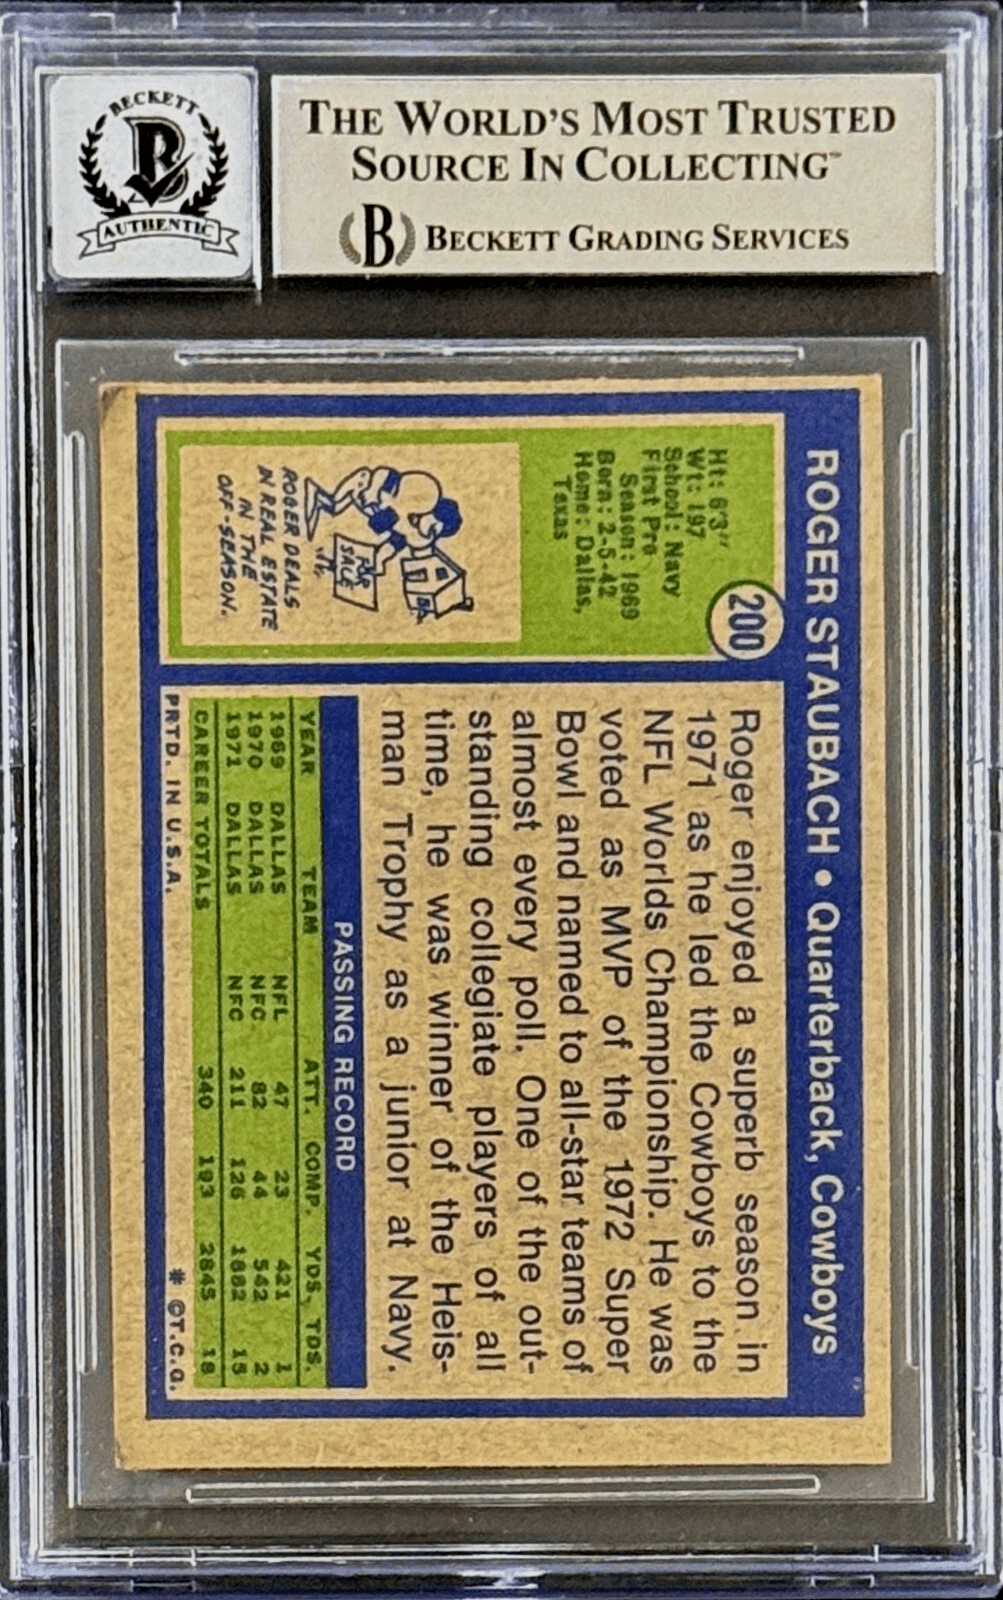 BECKETT
B
AUTHENTIC
THE WORLD'S MOST TRUSTED
SOURCE IN COLLECTING™
B BECKETT GRADING SERVICES
ROGER STAUBACH • Quarterback, Cowboys
200
Ht: 6'3"
Wt: 197
School: Navy
First Pro
Season: 1969
Born: 2-5-42
Home: Dallas,
Texas
FOR
SALE
ROGER DEALS
IN REAL ESTATE
IN THE
OFF-SEASON.
Roger enjoyed a superb season in
1971 as he led the Cowboys to the
NFL Worlds Championship. He was
voted as MVP of the 1972 Super
Bowl and named to all-star teams of
almost every poll. One of the out-
standing collegiate players of all
time, he was winner of the Heis-
man Trophy as a junior at Navy.
PASSING RECORD
YEAR TEAM ATT. COMP. YDS. TDS.
1969 DALLAS NFL 47 23 421 1
1970 DALLAS NFC 82 44 542 2
1971 DALLAS NFC 211 126 1882 15
CAREER TOTALS 340 193 2845 18
PRTD. IN U.S.A. * ©T.C.G.